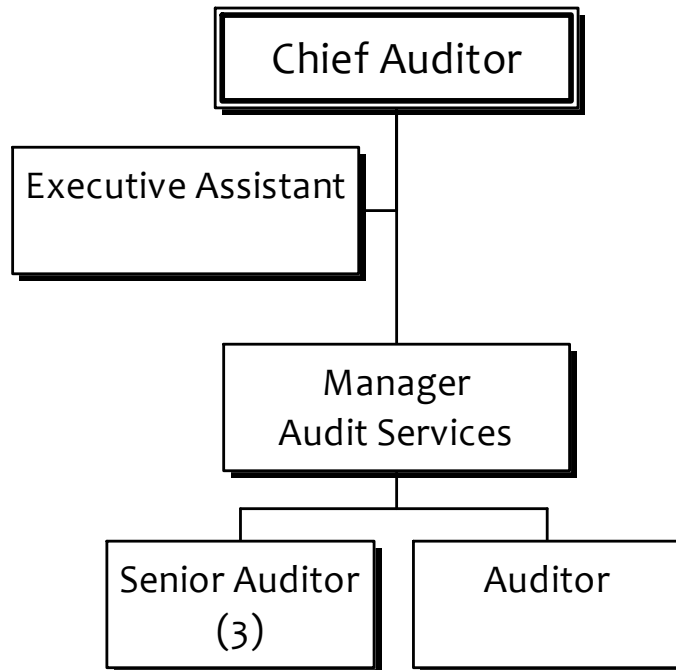 Chief Auditor
Executive Assistant
Manager
Audit Services
Senior Auditor
(3)
Auditor